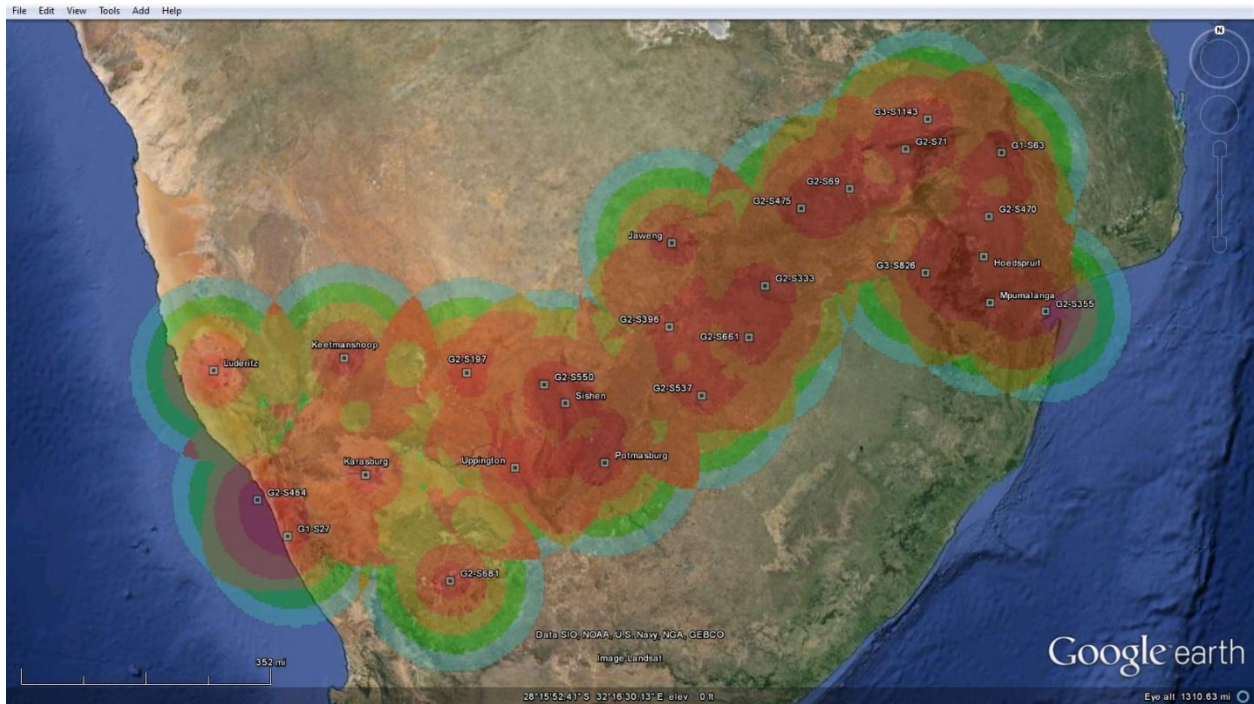 File Edit View Tools Add Help
N
G3-S1143
G2-S71
G1-S63
G2-S69
G2-S475
G2-S470
Jaweng
Hoedspruit
G3-S826
G2-S333
Mpumalanga
G2-S355
G2-S396
G2-S661
Keetmanshoop
Luderitz
G2-S197
G2-S550
G2-S537
Sishen
Potmasburg
Uppington
Karasburg
G2-S464
G1-S27
G2-S681
Data SIO, NOAA, U.S. Navy, NGA, GEBCO
Image Landsat
Google earth
352 mi
28°15'52.41" S 32°16'30.13" E elev 0 ft
Eye alt 1310.63 mi